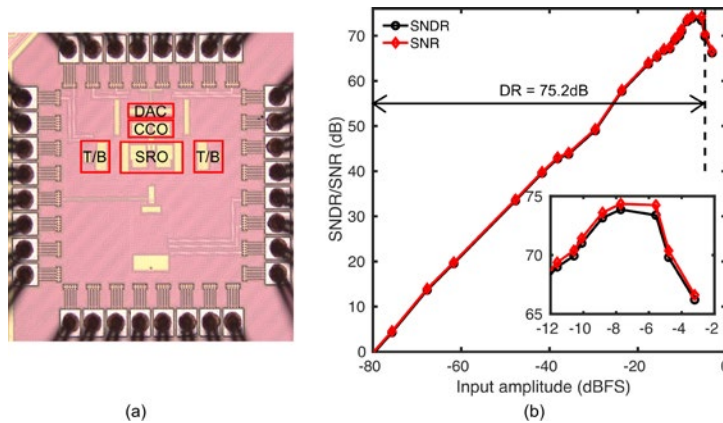 DAC
CCO
T/B
SRO
T/B
(a)
SNDR
SNR
DR = 75.2dB
SNDR/SNR (dB)
70
60
50
40
30
20
10
0
-80
-60
-40
-20
0
Input amplitude (dBFS)
75
70
65
-12
-10
-8
-6
-4
-2
(b)